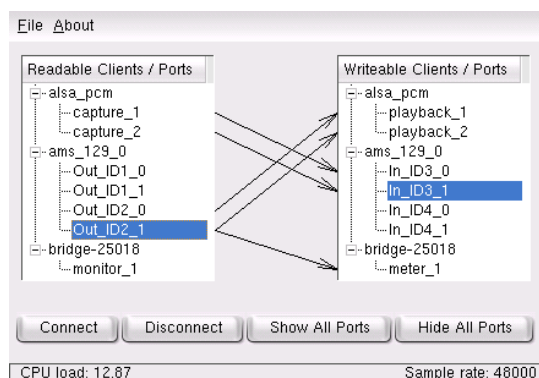 File About
Readable Clients / Ports
alsa_pcm
capture_1
capture_2
ams_129_0
Out_ID1_0
Out_ID1_1
Out_ID2_0
Out_ID2_1
bridge-25018
monitor_1
Writeable Clients / Ports
alsa_pcm
playback_1
playback_2
ams_129_0
In_ID3_0
In_ID3_1
In_ID4_0
In_ID4_1
bridge-25018
meter_1
Connect Disconnect Show All Ports Hide All Ports
CPU load: 12.87 Sample rate: 48000